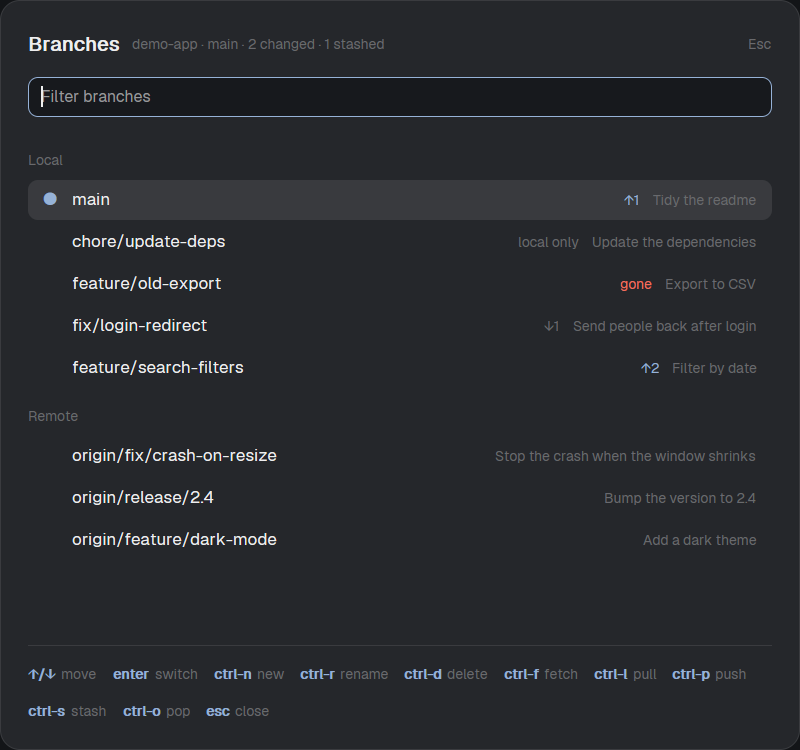 Branches demo-app · main · 2 changed · 1 stashed Esc
Filter branches
Local
main ↑1 Tidy the readme
chore/update-deps local only Update the dependencies
feature/old-export gone Export to CSV
fix/login-redirect ↓1 Send people back after login
feature/search-filters ↑2 Filter by date
Remote
origin/fix/crash-on-resize Stop the crash when the window shrinks
origin/release/2.4 Bump the version to 2.4
origin/feature/dark-mode Add a dark theme
↑/↓ move enter switch ctrl-n new ctrl-r rename ctrl-d delete ctrl-f fetch ctrl-l pull ctrl-p push
ctrl-s stash ctrl-o pop esc close